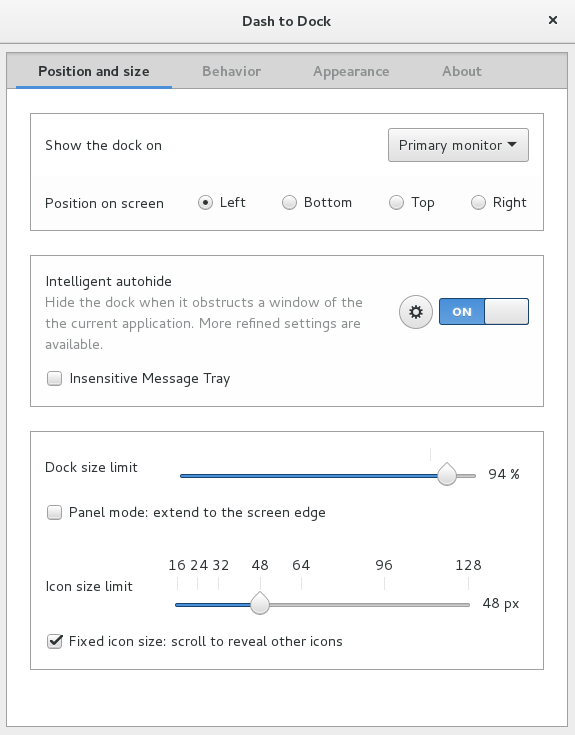 Dash to Dock
Position and size Behavior Appearance About
Show the dock on Primary monitor
Position on screen Left Bottom Top Right
Intelligent autohide
Hide the dock when it obstructs a window of the
the current application. More refined settings are
available.
ON
Insensitive Message Tray
Dock size limit 94 %
Panel mode: extend to the screen edge
16 24 32 48 64 96 128
Icon size limit 48 px
Fixed icon size: scroll to reveal other icons